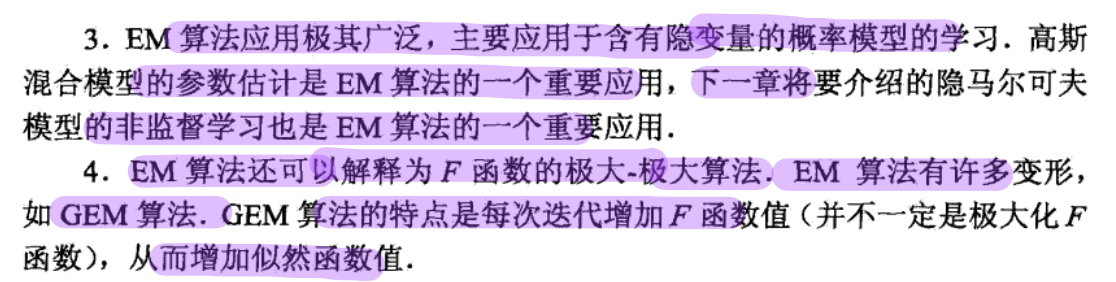 3．EM 算法应用极其广泛，主要应用于含有隐变量的概率模型的学习．高斯
混合模型的参数估计是 EM 算法的一个重要应用，下一章将要介绍的隐马尔可夫
模型的非监督学习也是 EM 算法的一个重要应用．
4．EM 算法还可以解释为 F 函数的极大-极大算法．EM 算法有许多变形，
如 GEM 算法．GEM 算法的特点是每次迭代增加 F 函数值（并不一定是极大化 F
函数），从而增加似然函数值．